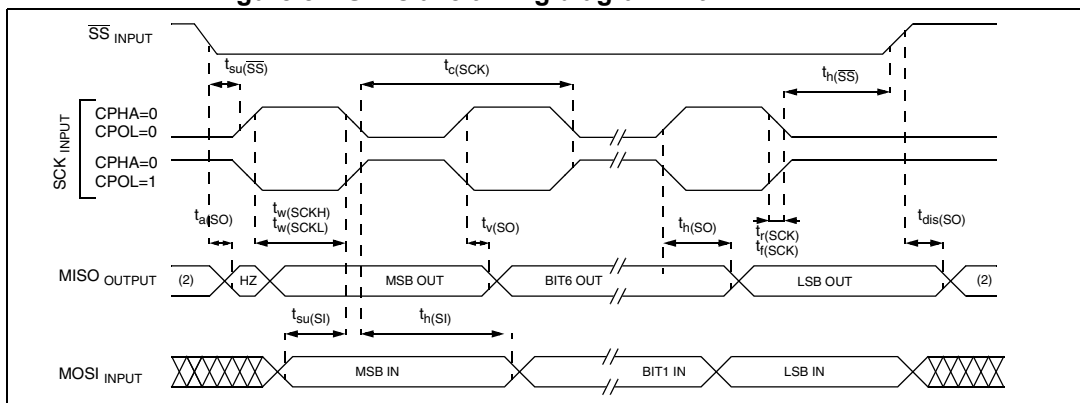 SS INPUT
tsu(SS)
tc(SCK)
th(SS)
SCK INPUT
CPHA=0
CPOL=0
CPHA=0
CPOL=1
ta(SO)
tw(SCKH)
tw(SCKL)
tv(SO)
th(SO)
tr(SCK)
tf(SCK)
tdis(SO)
MISO OUTPUT
(2)
HZ
MSB OUT
BIT6 OUT
LSB OUT
(2)
tsu(SI)
th(SI)
MOSI INPUT
MSB IN
BIT1 IN
LSB IN